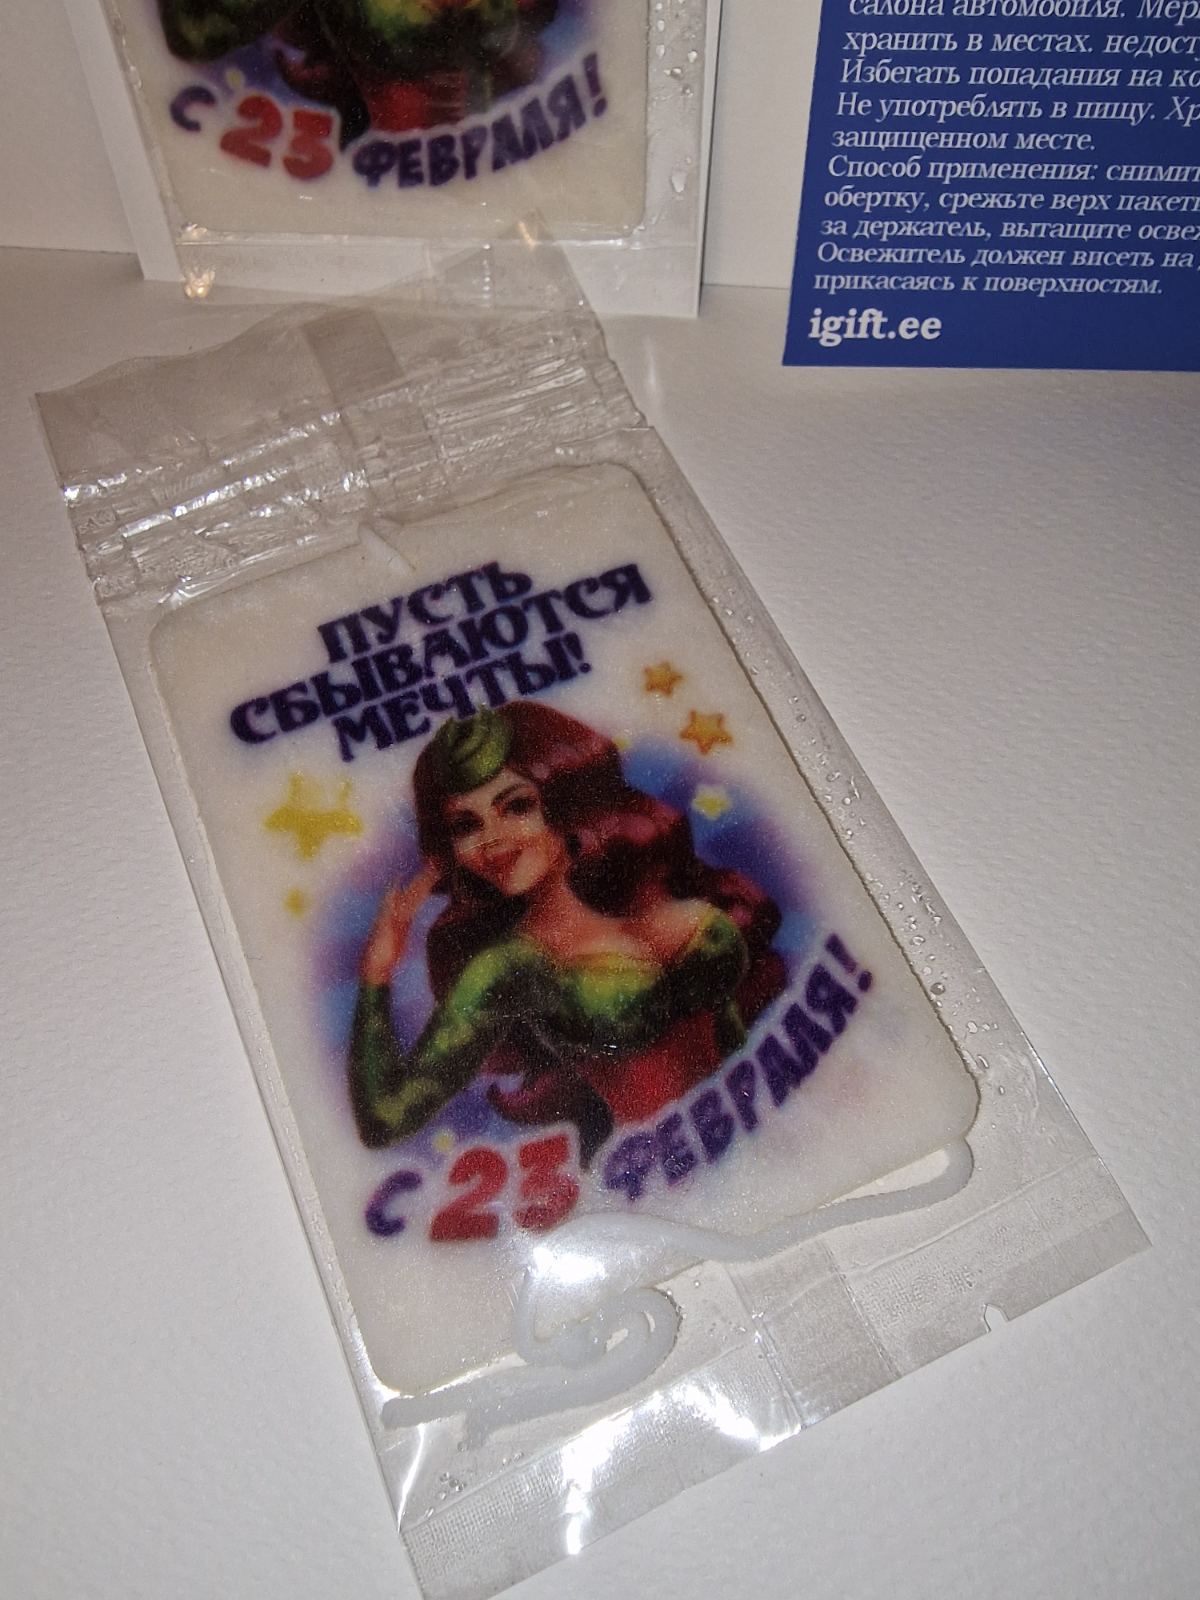 С 23 ФЕВРАЛЯ!
салона автомобиля.
хранить в местах. недост
Избегать попадания на ко
Не употреблять в пищу. Хр
защищенном месте.
Способ применения: снимит
обертку, срежьте верх пакет
за держатель, вытащите освеж
Освежитель должен висеть на
прикасаясь к поверхностям.
igift.ee
ПУСТЬ
СБЫВАЮТСЯ
МЕЧТЫ!
С 23 ФЕВРАЛЯ!